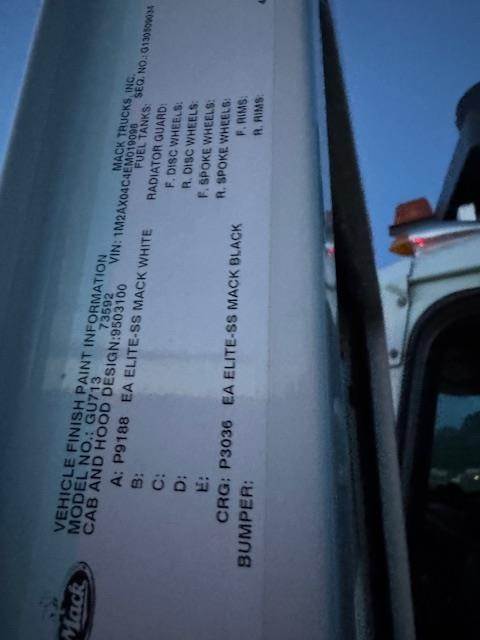 Mack
VEHICLE FINISH PAINT INFORMATION
MODEL NO.: GU713 73592 VIN: 1M2AX04C4EM019096 MACK TRUCKS, INC.
CAB AND HOOD DESIGN:9503100 FUEL TANKS: SEQ. NO.: G130509034
A: P9188 EA ELITE-SS MACK WHITE RADIATOR GUARD:
B: F. DISC WHEELS:
C: R. DISC WHEELS:
D: F. SPOKE WHEELS:
E: R. SPOKE WHEELS:
CRG: P3036 EA ELITE-SS MACK BLACK F. RIMS:
BUMPER: R. RIMS: